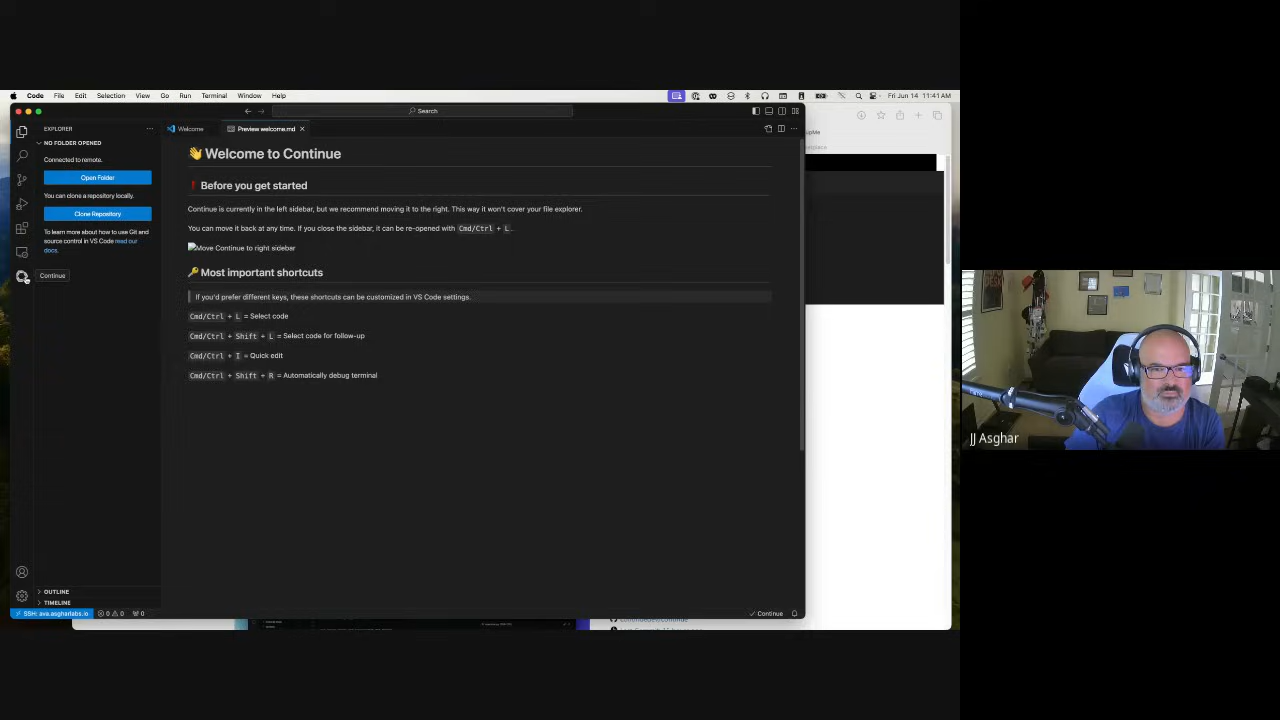 Code File Edit Selection View Go Run Terminal Window Help
Fri Jun 14 11:41 AM
Search
EXPLORER
Welcome
Preview welcome.md
NO FOLDER OPENED
Connected to remote.
Open Folder
You can clone a repository locally.
Clone Repository
To learn more about how to use Git
and source control in VS Code read our
docs.
Continue
👋 Welcome to Continue
❗ Before you get started
Continue is currently in the left sidebar, but we recommend moving it to the right. This way it won't cover your file explorer.
You can move it back at any time. If you close the sidebar, it can be re-opened with Cmd/Ctrl + L.
Move Continue to right sidebar
🔑 Most important shortcuts
If you'd prefer different keys, these shortcuts can be customized in VS Code settings.
Cmd/Ctrl + L = Select code
Cmd/Ctrl + Shift + L = Select code for follow-up
Cmd/Ctrl + I = Quick edit
Cmd/Ctrl + Shift + R = Automatically debug terminal
OUTLINE
TIMELINE
SSH: ava.asgharlabs.io
0 0 0
Continue
JJ Asghar